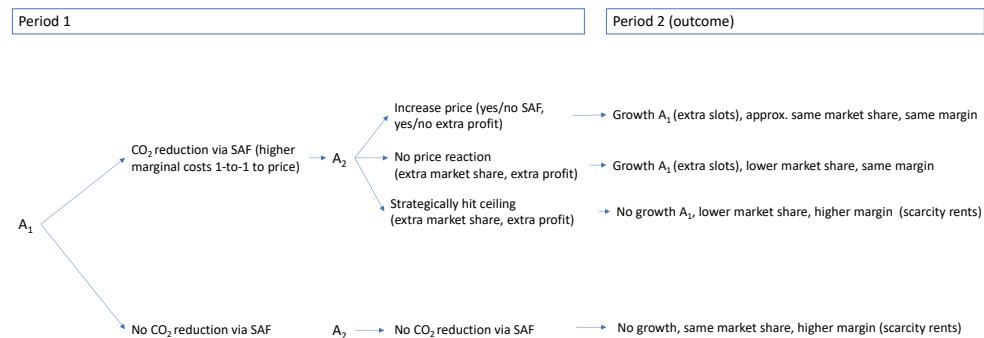 Period 1
Period 2 (outcome)
Increase price (yes/no SAF,
yes/no extra profit)
Growth A₁ (extra slots), approx. same market share, same margin
CO₂ reduction via SAF (higher
marginal costs 1-to-1 to price)
A₂
No price reaction
(extra market share, extra profit)
Growth A₁ (extra slots), lower market share, same margin
Strategically hit ceiling
(extra market share, extra profit)
No growth A₁, lower market share, higher margin (scarcity rents)
A₁
No CO₂ reduction via SAF
A₂
No CO₂ reduction via SAF
No growth, same market share, higher margin (scarcity rents)